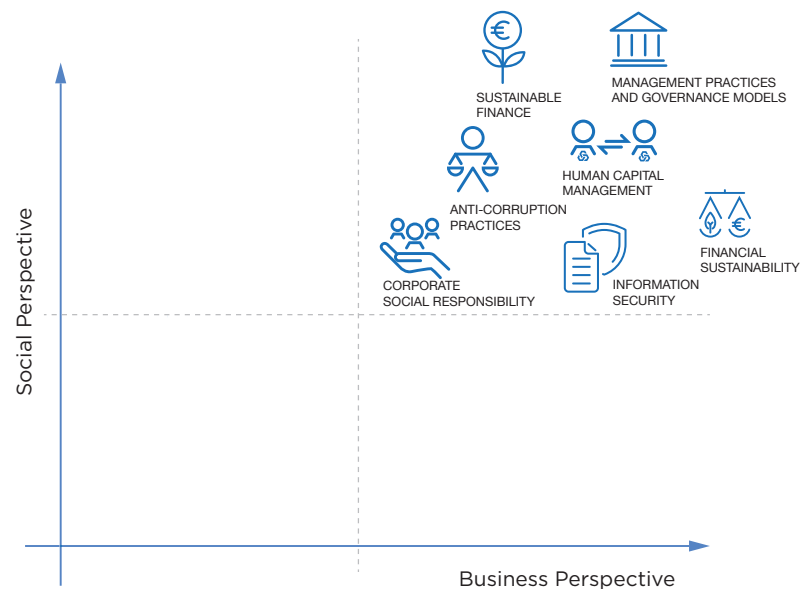 SUSTAINABLE
FINANCE
MANAGEMENT PRACTICES
AND GOVERNANCE MODELS
HUMAN CAPITAL
MANAGEMENT
ANTI-CORRUPTION
PRACTICES
FINANCIAL
SUSTAINABILITY
CORPORATE
SOCIAL RESPONSIBILITY
INFORMATION
SECURITY
Social Perspective
Business Perspective